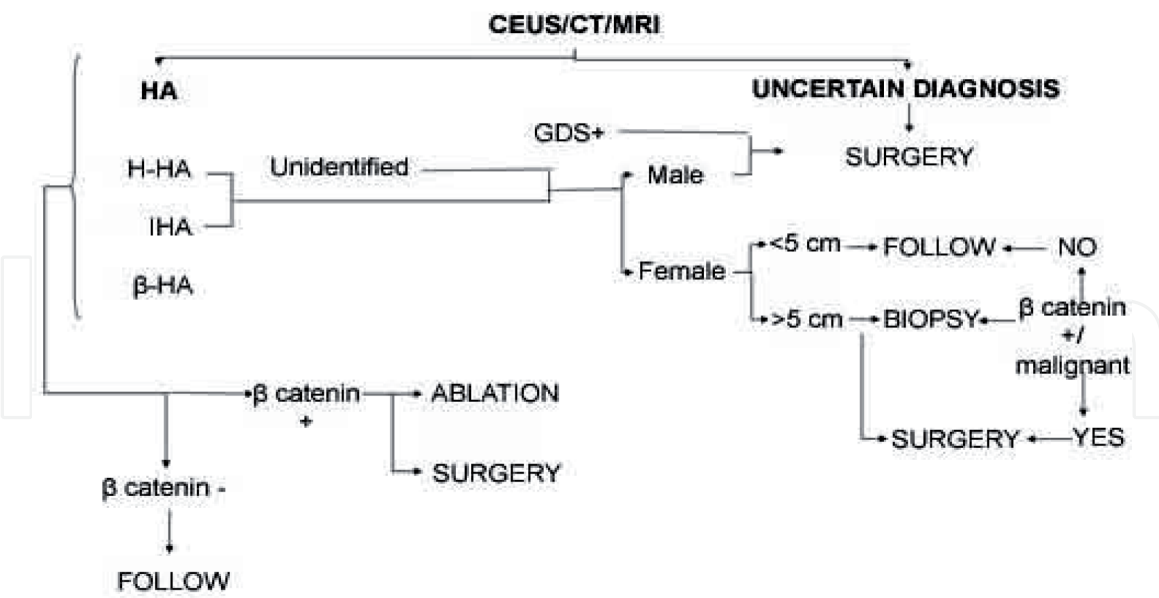 CEUS/CT/MRI
HA
UNCERTAIN DIAGNOSIS
GDS+
SURGERY
H-HA
Unidentified
Male
IHA
<5 cm
FOLLOW
NO
Female
β-HA
>5 cm
BIOPSY
β catenin
+/
malignant
β catenin
+
ABLATION
SURGERY
YES
SURGERY
β catenin -
FOLLOW